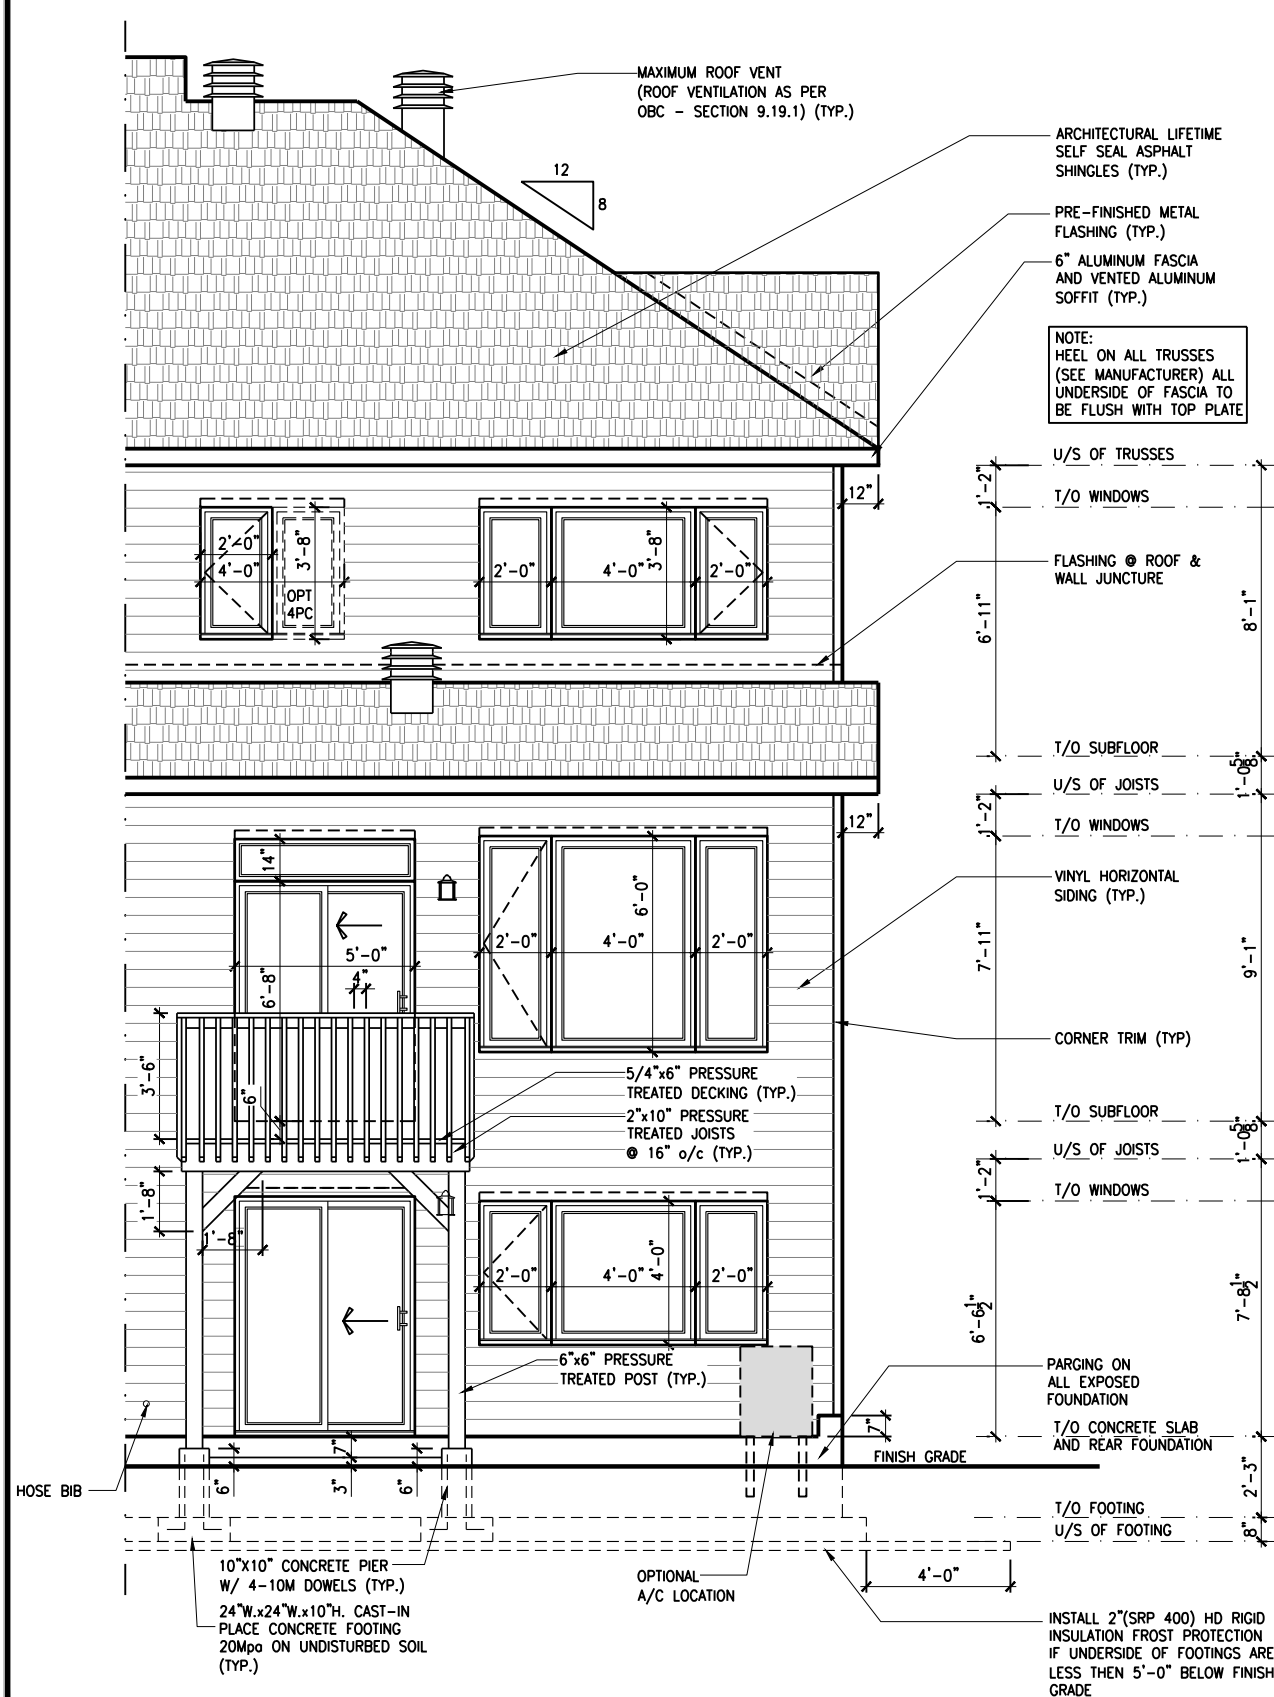 MAXIMUM ROOF VENT
(ROOF VENTILATION AS PER
OBC - SECTION 9.19.1) (TYP.)
12
8
ARCHITECTURAL LIFETIME
SELF SEAL ASPHALT
SHINGLES (TYP.)
PRE-FINISHED METAL
FLASHING (TYP.)
6" ALUMINUM FASCIA
AND VENTED ALUMINUM
SOFFIT (TYP.)
NOTE:
HEEL ON ALL TRUSSES
(SEE MANUFACTURER) ALL
UNDERSIDE OF FASCIA TO
BE FLUSH WITH TOP PLATE
U/S OF TRUSSES
1'-2"
T/O WINDOWS
12"
2'-0"
4'-0"
3'-8"
OPT
4PC
2'-0"
4'-0"
3'-8"
2'-0"
FLASHING @ ROOF &
WALL JUNCTURE
6'-11"
8'-1"
T/O SUBFLOOR
1'-0⅝"
U/S OF JOISTS
1'-2"
T/O WINDOWS
12"
14"
6'-8"
5'-0"
4"
2'-0"
4'-0"
6'-0"
2'-0"
VINYL HORIZONTAL
SIDING (TYP.)
7'-11"
9'-1"
CORNER TRIM (TYP)
3'-6"
6"
5/4"x6" PRESSURE
TREATED DECKING (TYP.)
2"x10" PRESSURE
TREATED JOISTS
@ 16" o/c (TYP.)
T/O SUBFLOOR
1'-0⅝"
U/S OF JOISTS
1'-2"
T/O WINDOWS
1'-8"
1'-8"
2'-0"
4'-0"
4'-0"
2'-0"
6'-6½"
7'-8½"
6"x6" PRESSURE
TREATED POST (TYP.)
PARGING ON
ALL EXPOSED
FOUNDATION
7"
T/O CONCRETE SLAB
AND REAR FOUNDATION
FINISH GRADE
7"
6"
3"
6"
2'-3"
HOSE BIB
T/O FOOTING
U/S OF FOOTING
8"
10"X10" CONCRETE PIER
W/ 4-10M DOWELS (TYP.)
24"W.x24"W.x10"H. CAST-IN
PLACE CONCRETE FOOTING
20Mpa ON UNDISTURBED SOIL
(TYP.)
OPTIONAL
A/C LOCATION
4'-0"
INSTALL 2"(SRP 400) HD RIGID
INSULATION FROST PROTECTION
IF UNDERSIDE OF FOOTINGS ARE
LESS THEN 5'-0" BELOW FINISH
GRADE